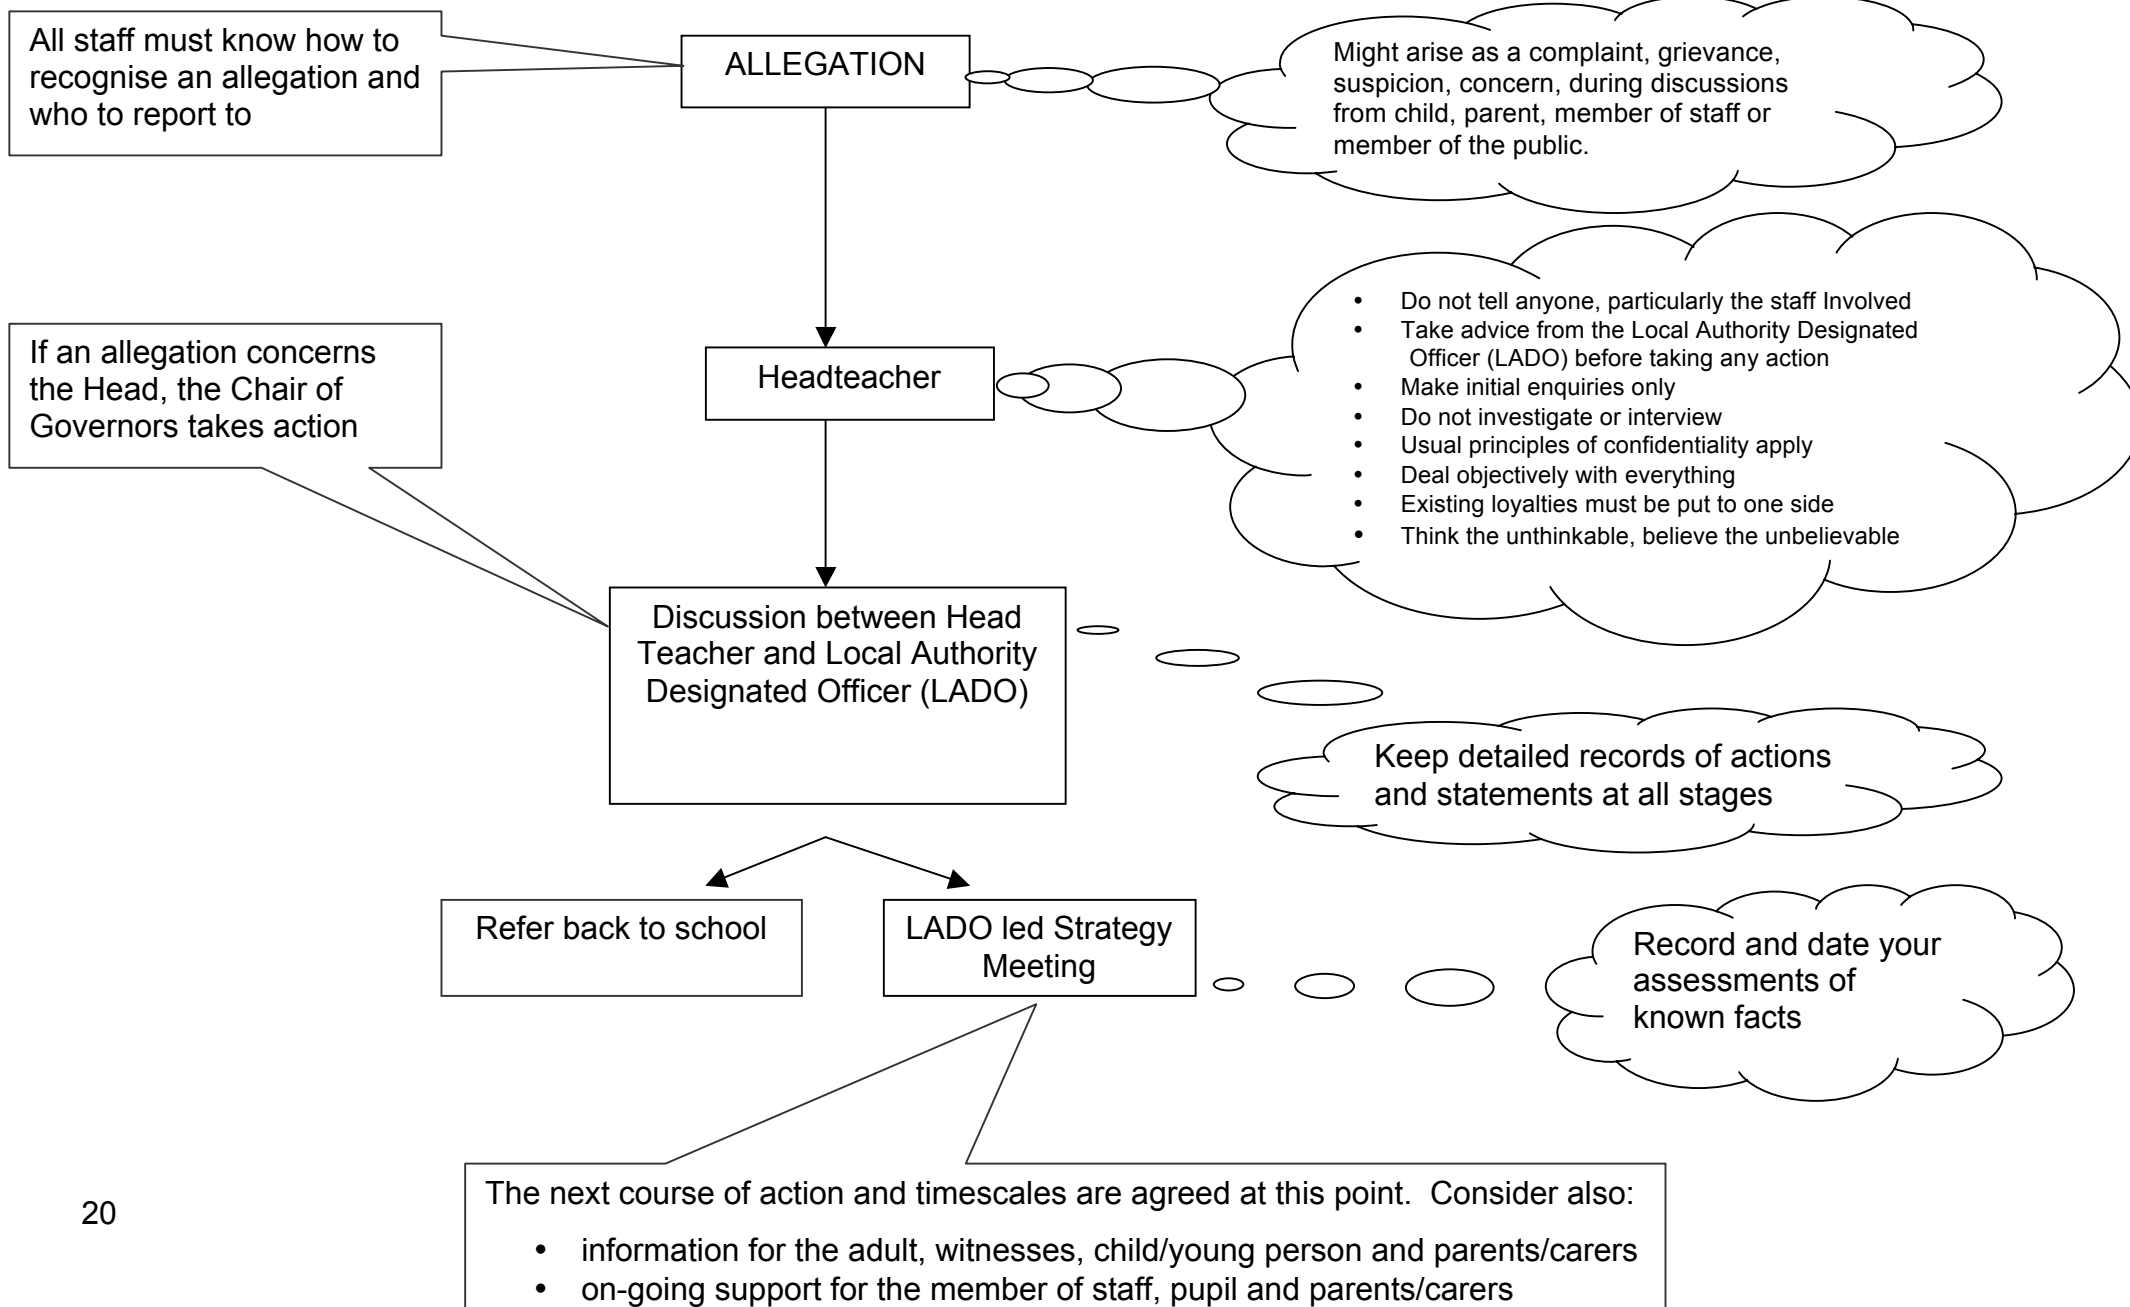 All staff must know how to
recognise an allegation and
who to report to
ALLEGATION
Might arise as a complaint, grievance,
suspicion, concern, during discussions
from child, parent, member of staff or
member of the public.
If an allegation concerns
the Head, the Chair of
Governors takes action
Headteacher
• Do not tell anyone, particularly the staff Involved
• Take advice from the Local Authority Designated
Officer (LADO) before taking any action
• Make initial enquiries only
• Do not investigate or interview
• Usual principles of confidentiality apply
• Deal objectively with everything
• Existing loyalties must be put to one side
• Think the unthinkable, believe the unbelievable
Discussion between Head
Teacher and Local Authority
Designated Officer (LADO)
Keep detailed records of actions
and statements at all stages
Refer back to school
LADO led Strategy
Meeting
Record and date your
assessments of
known facts
The next course of action and timescales are agreed at this point.  Consider also:
• information for the adult, witnesses, child/young person and parents/carers
• on-going support for the member of staff, pupil and parents/carers
20